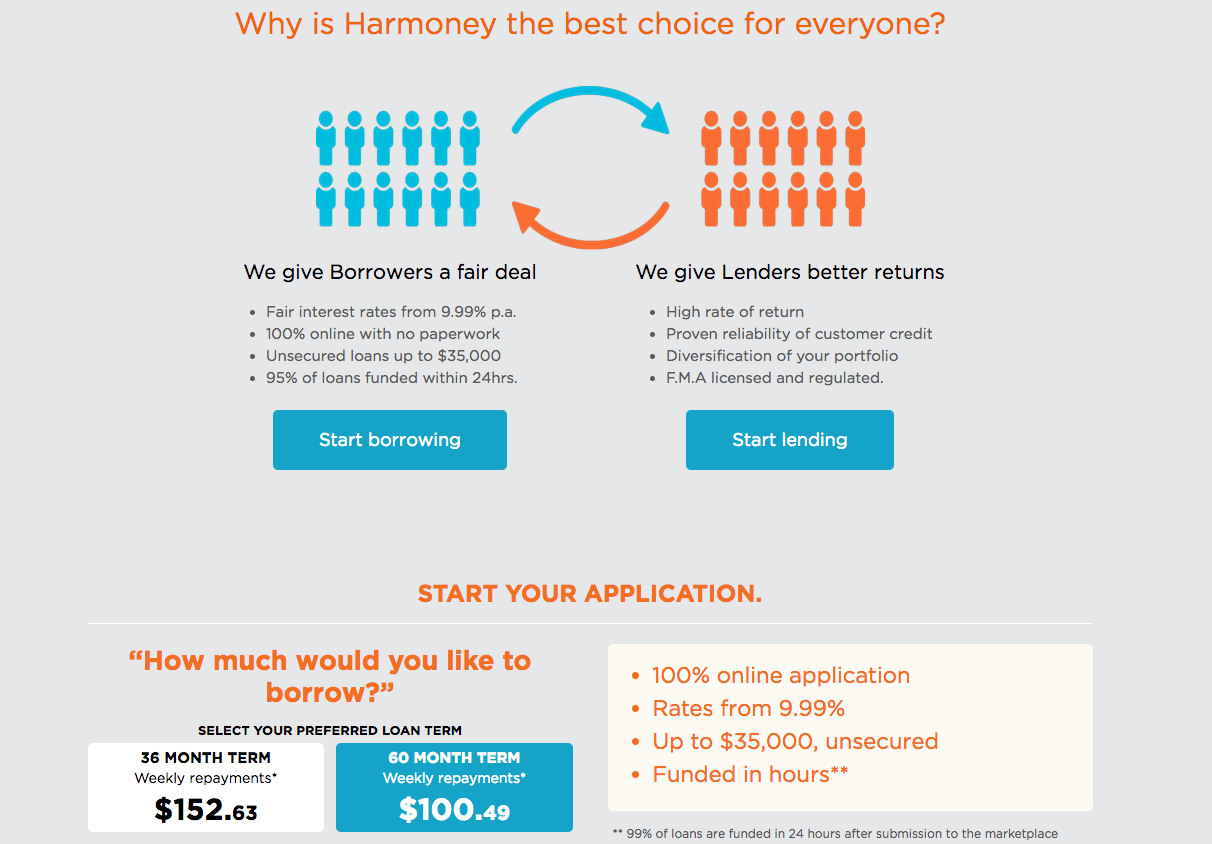 Why is Harmoney the best choice for everyone?
We give Borrowers a fair deal
• Fair interest rates from 9.99% p.a.
• 100% online with no paperwork
• Unsecured loans up to $35,000
• 95% of loans funded within 24hrs.
Start borrowing
We give Lenders better returns
• High rate of return
• Proven reliability of customer credit
• Diversification of your portfolio
• F.M.A licensed and regulated.
Start lending
START YOUR APPLICATION.
“How much would you like to
borrow?”
SELECT YOUR PREFERRED LOAN TERM
36 MONTH TERM
Weekly repayments*
$152.63
60 MONTH TERM
Weekly repayments*
$100.49
• 100% online application
• Rates from 9.99%
• Up to $35,000, unsecured
• Funded in hours**
** 99% of loans are funded in 24 hours after submission to the marketplace